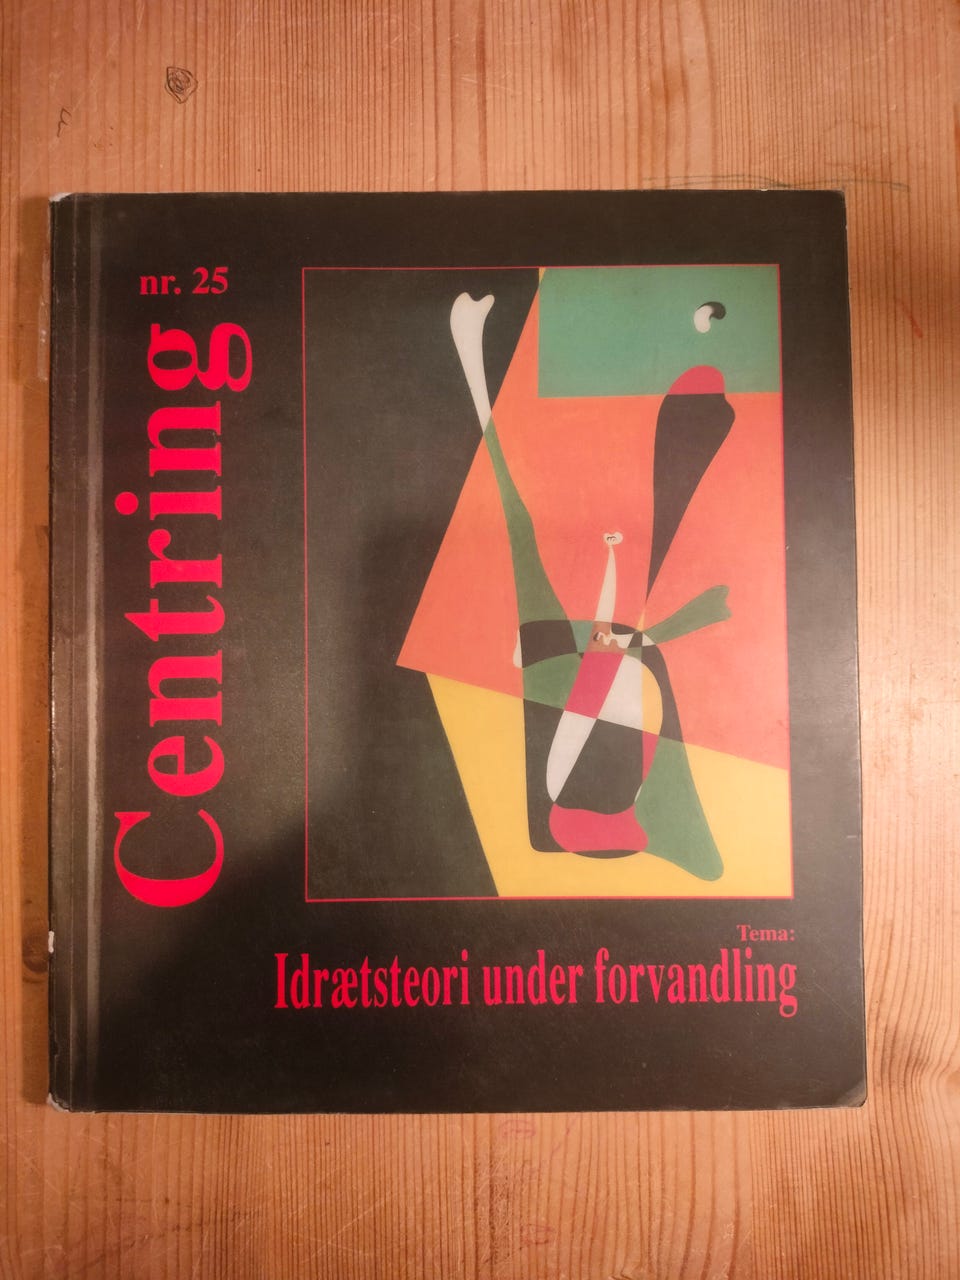 nr. 25
Centring
Tema:
Idrætsteori under forvandling